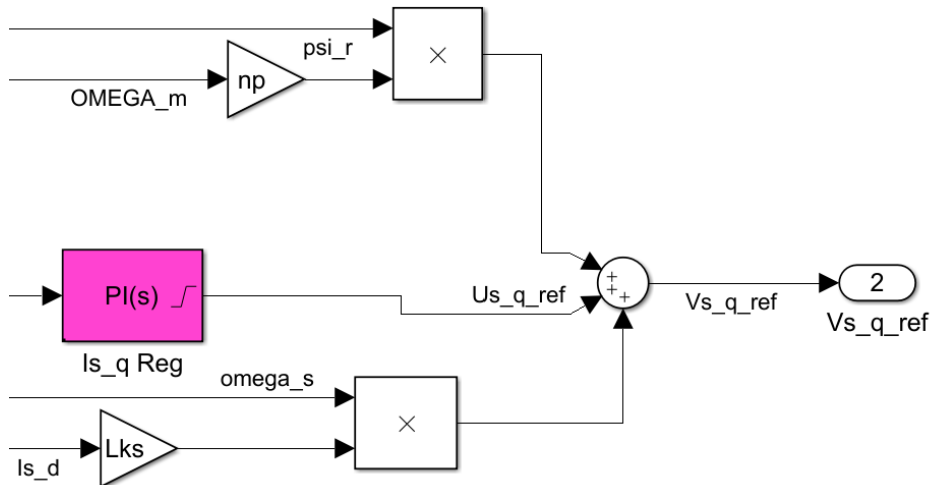 psi_r
×
np
OMEGA_m
+
+
+
PI(s)
Us_q_ref
Vs_q_ref
2
Vs_q_ref
Is_q Reg
omega_s
×
Lks
Is_d